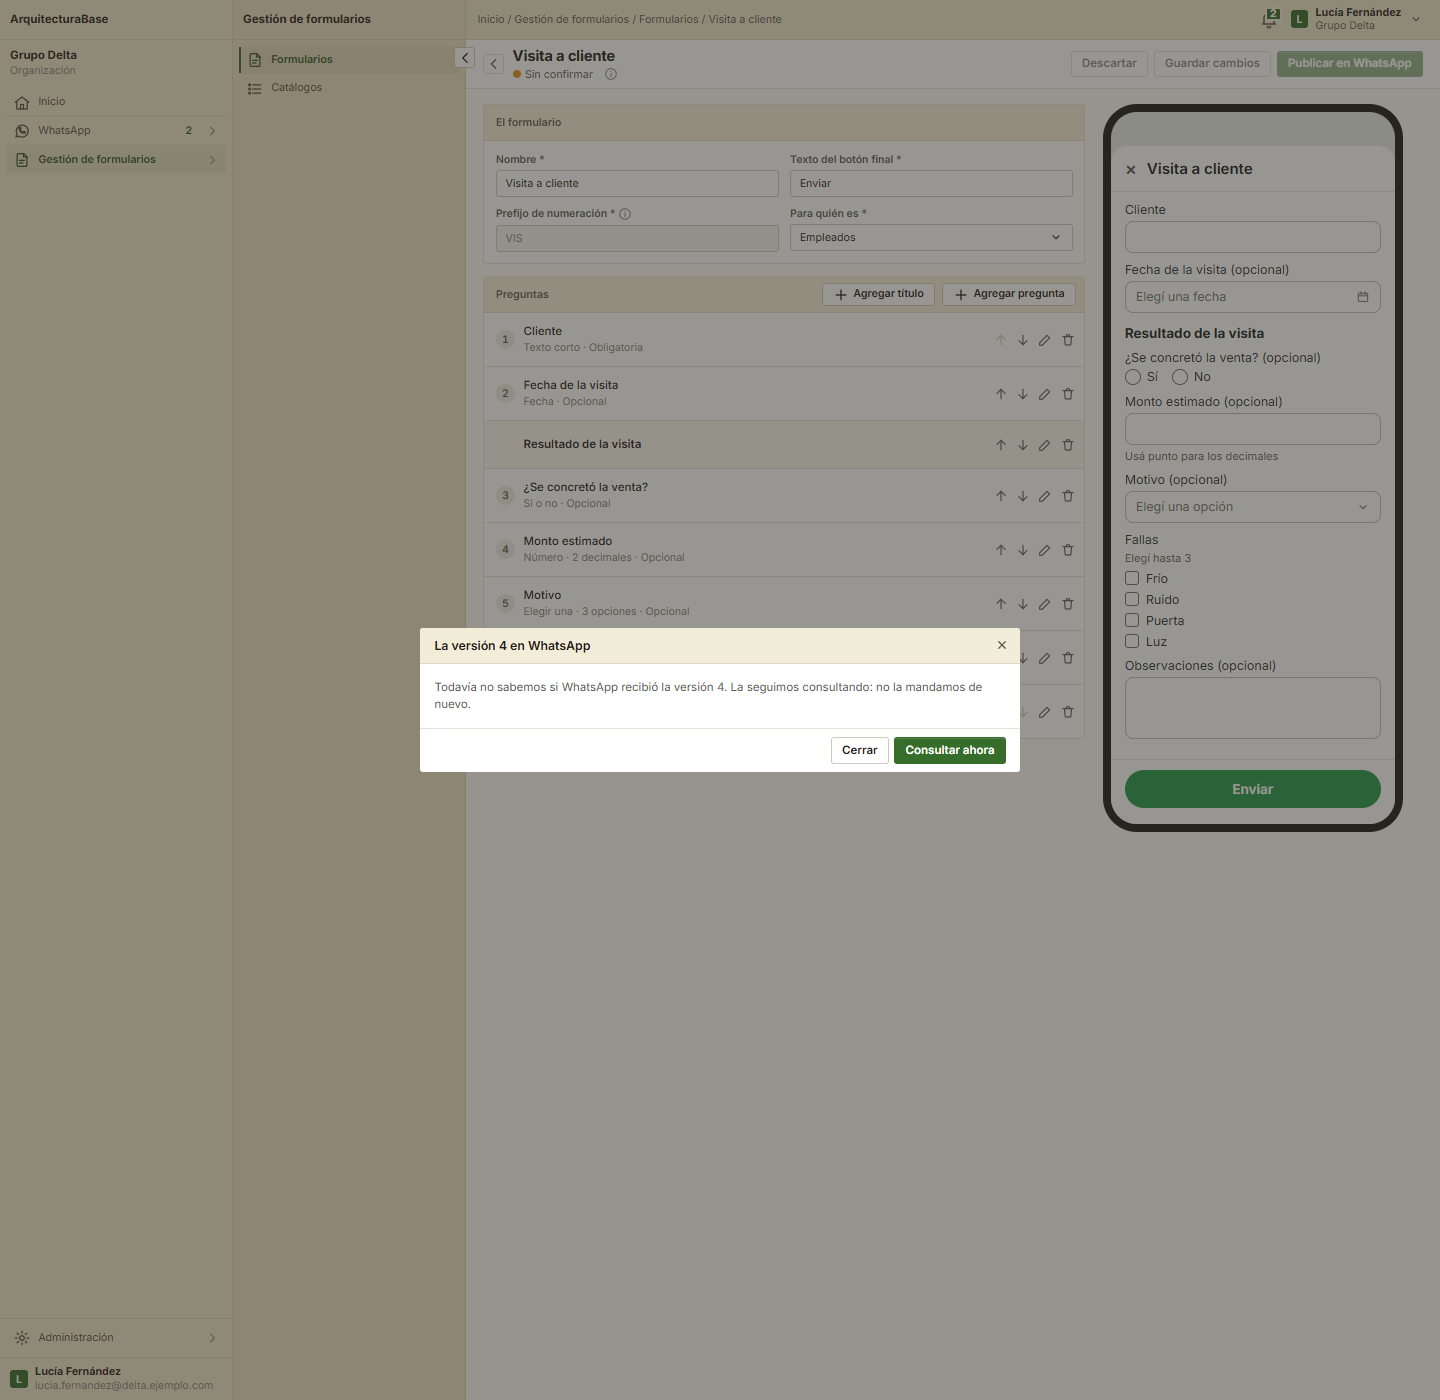 ArquitecturaBase
Grupo Delta
Organización
Inicio
WhatsApp 2
Gestión de formularios
Administración
L Lucía Fernández
lucia.fernandez@delta.ejemplo.com
Gestión de formularios
Formularios
Catálogos
Inicio / Gestión de formularios / Formularios / Visita a cliente
2
L Lucía Fernández
Grupo Delta
Visita a cliente
Sin confirmar
Descartar
Guardar cambios
Publicar en WhatsApp
El formulario
Nombre *
Visita a cliente
Texto del botón final *
Enviar
Prefijo de numeración *
VIS
Para quién es *
Empleados
Preguntas
Agregar título
Agregar pregunta
1 Cliente
Texto corto · Obligatoria
2 Fecha de la visita
Fecha · Opcional
Resultado de la visita
3 ¿Se concretó la venta?
Sí o no · Opcional
4 Monto estimado
Número · 2 decimales · Opcional
5 Motivo
Elegir una · 3 opciones · Opcional
La versión 4 en WhatsApp
Todavía no sabemos si WhatsApp recibió la versión 4. La seguimos consultando: no la mandamos de
nuevo.
Cerrar
Consultar ahora
Visita a cliente
Cliente
Fecha de la visita (opcional)
Elegí una fecha
Resultado de la visita
¿Se concretó la venta? (opcional)
Sí No
Monto estimado (opcional)
Usá punto para los decimales
Motivo (opcional)
Elegí una opción
Fallas
Elegí hasta 3
Frío
Ruido
Puerta
Luz
Observaciones (opcional)
Enviar